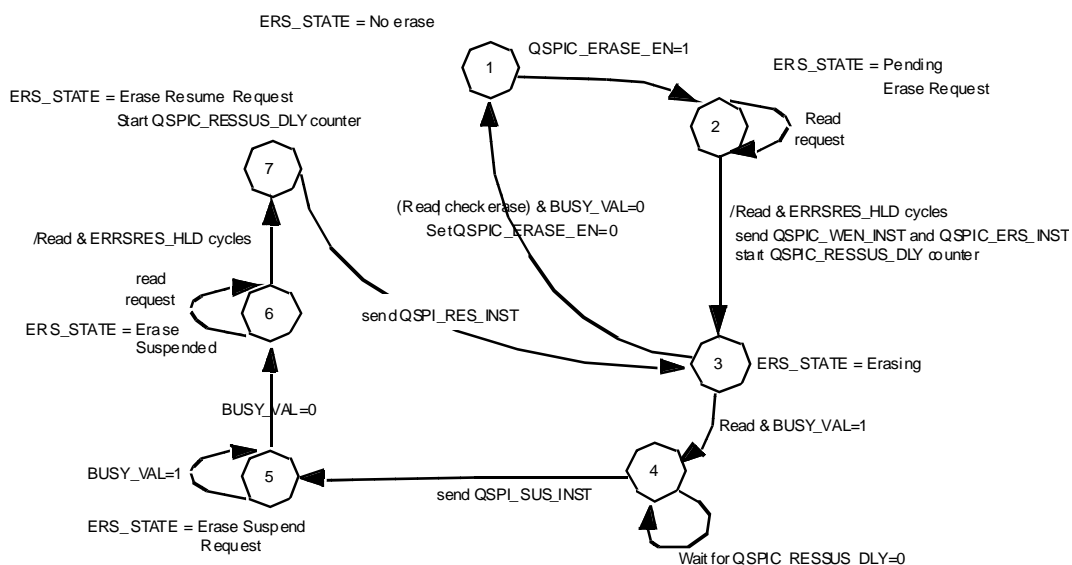 ERS_STATE = No erase
1
QSPIC_ERASE_EN=1
ERS_STATE = Pending
Erase Request
ERS_STATE = Erase Resume Request
Start QSPIC_RESSUS_DLY counter
2
Read
request
7
(Read|check erase) & BUSY_VAL=0
Set QSPIC_ERASE_EN=0
/Read & ERRSRES_HLD cycles
send QSPIC_WEN_INST and QSPIC_ERS_INST
start QSPIC_RESSUS_DLY counter
/Read & ERRSRES_HLD cycles
read
request
6
send QSPI_RES_INST
ERS_STATE = Erase
Suspended
3
ERS_STATE = Erasing
BUSY_VAL=0
Read & BUSY_VAL=1
BUSY_VAL=1
5
4
send QSPI_SUS_INST
ERS_STATE = Erase Suspend
Request
Wait for QSPIC_RESSUS_DLY=0